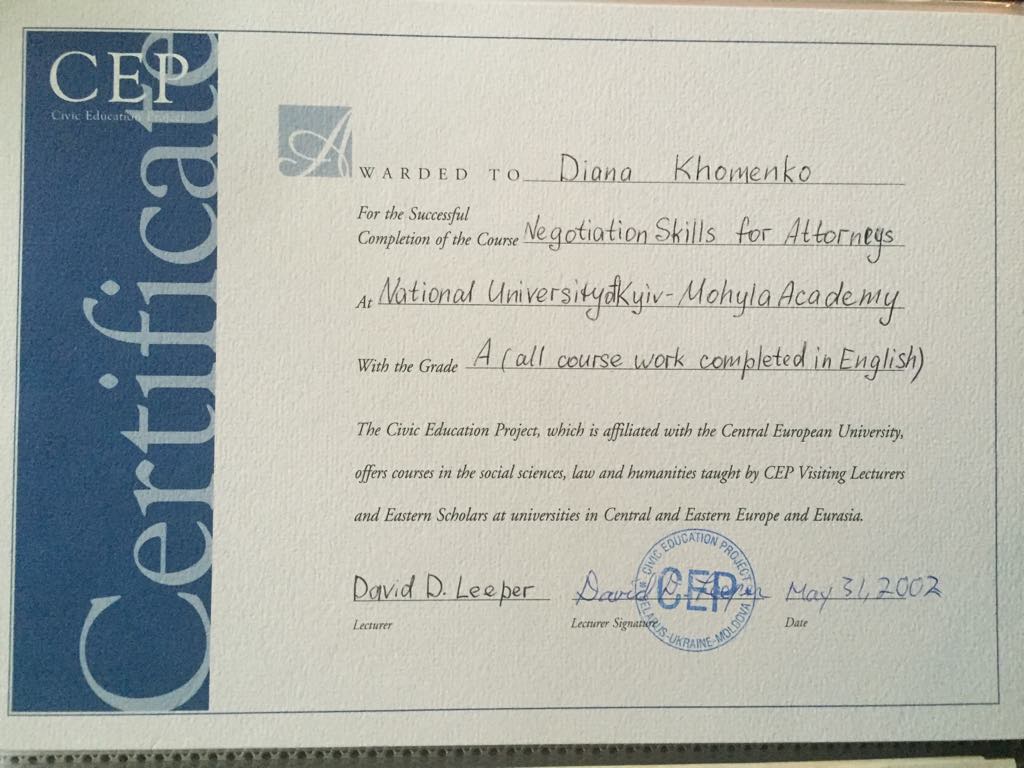 CEP
Civic Education Project
Certificate
AWARDED TO Diana Khomenko
For the Successful
Completion of the Course Negotiation Skills for Attorneys
At National University of Kyiv-Mohyla Academy
With the Grade A (all course work completed in English)
The Civic Education Project, which is affiliated with the Central European University,
offers courses in the social sciences, law and humanities taught by CEP Visiting Lecturers
and Eastern Scholars at universities in Central and Eastern Europe and Eurasia.
David D. Leeper David D. Leeper May 31, 2002
Lecturer Lecturer Signature Date
CIVIC EDUCATION PROJECT
CEP
BELARUS-UKRAINE-MOLDOVA